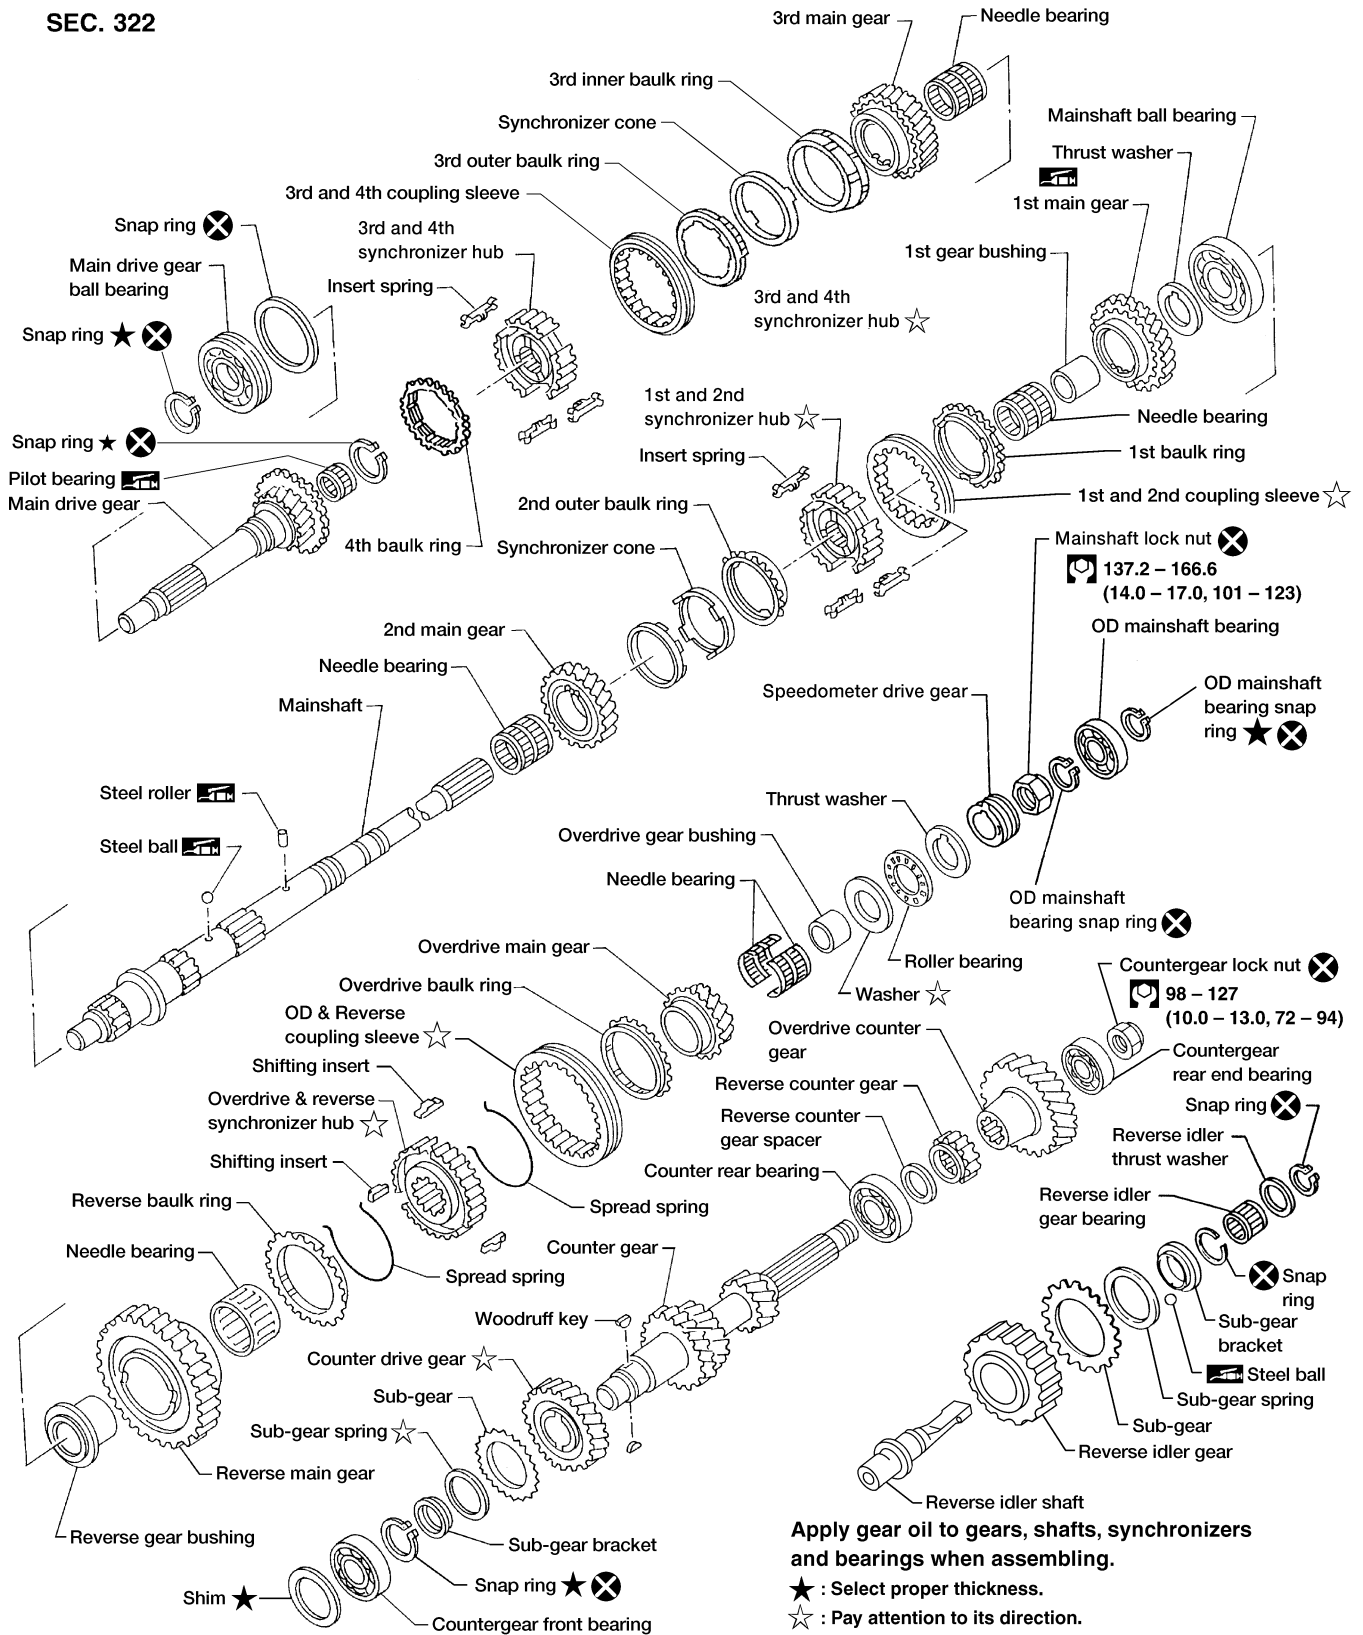 SEC. 322
3rd main gear
Needle bearing
3rd inner baulk ring
Synchronizer cone
3rd outer baulk ring
3rd and 4th coupling sleeve
3rd and 4th
synchronizer hub
Insert spring
Snap ring
Main drive gear
ball bearing
Snap ring ★
Mainshaft ball bearing
Thrust washer
1st main gear
1st gear bushing
3rd and 4th
synchronizer hub ☆
1st and 2nd
synchronizer hub ☆
Insert spring
Needle bearing
1st baulk ring
1st and 2nd coupling sleeve ☆
Snap ring ★
Pilot bearing
Main drive gear
4th baulk ring
2nd outer baulk ring
Synchronizer cone
Mainshaft lock nut
137.2 – 166.6
(14.0 – 17.0, 101 – 123)
OD mainshaft bearing
2nd main gear
Needle bearing
Mainshaft
Speedometer drive gear
OD mainshaft
bearing snap
ring ★
Steel roller
Steel ball
Thrust washer
Overdrive gear bushing
Needle bearing
OD mainshaft
bearing snap ring
Overdrive main gear
Roller bearing
Washer ☆
Overdrive baulk ring
OD & Reverse
coupling sleeve ☆
Countergear lock nut
98 – 127
(10.0 – 13.0, 72 – 94)
Overdrive counter
gear
Countergear
rear end bearing
Shifting insert
Overdrive & reverse
synchronizer hub ☆
Shifting insert
Reverse counter gear
Reverse counter
gear spacer
Counter rear bearing
Snap ring
Reverse idler
thrust washer
Reverse idler
gear bearing
Reverse baulk ring
Needle bearing
Spread spring
Spread spring
Counter gear
Woodruff key
Counter drive gear ☆
Sub-gear
Sub-gear spring ☆
Snap
ring
Sub-gear
bracket
Steel ball
Sub-gear spring
Sub-gear
Reverse idler gear
Reverse idler shaft
Reverse main gear
Reverse gear bushing
Sub-gear bracket
Snap ring ★
Shim ★
Countergear front bearing
Apply gear oil to gears, shafts, synchronizers
and bearings when assembling.
★ : Select proper thickness.
☆ : Pay attention to its direction.